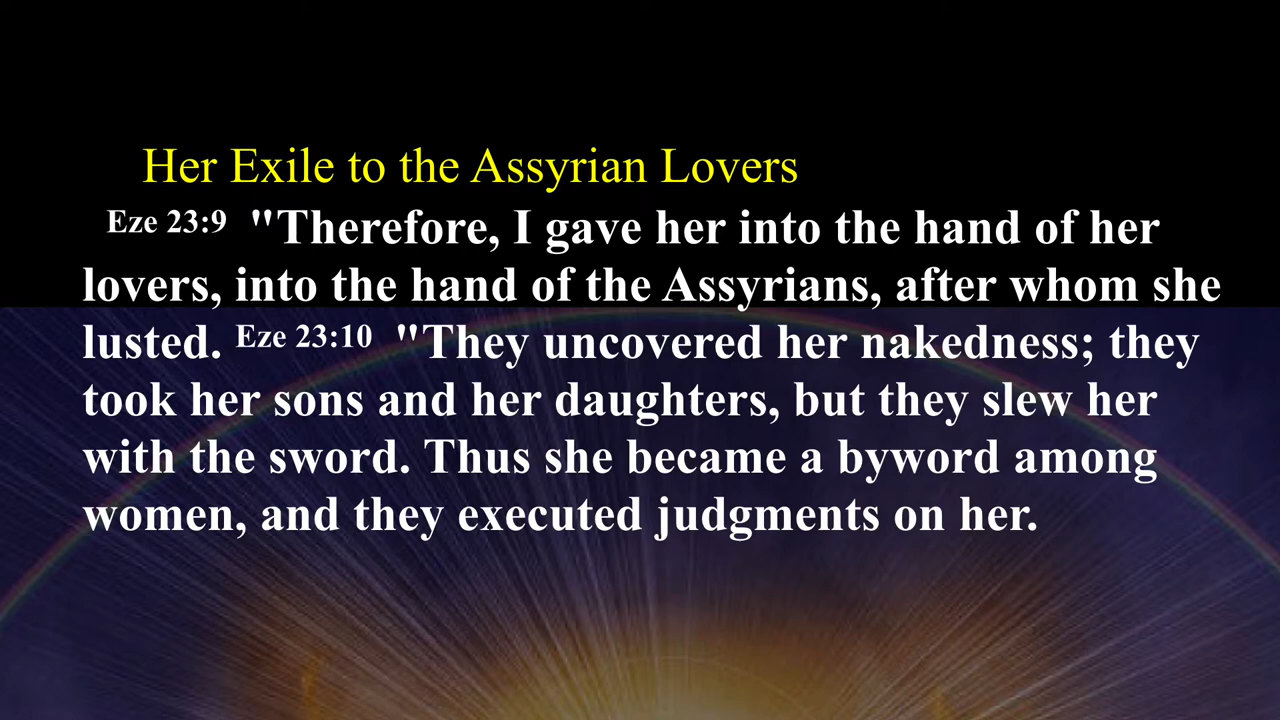 Her Exile to the Assyrian Lovers
Eze 23:9 "Therefore, I gave her into the hand of her
lovers, into the hand of the Assyrians, after whom she
lusted. Eze 23:10 "They uncovered her nakedness; they
took her sons and her daughters, but they slew her
with the sword. Thus she became a byword among
women, and they executed judgments on her.